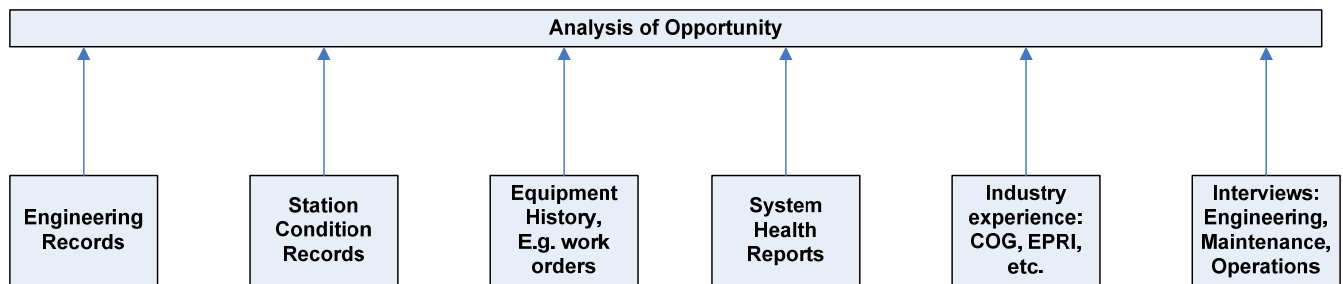 Analysis of Opportunity
Engineering
Records
Station
Condition
Records
Equipment
History,
E.g. work
orders
System
Health
Reports
Industry
experience:
COG, EPRI,
etc.
Interviews:
Engineering,
Maintenance,
Operations